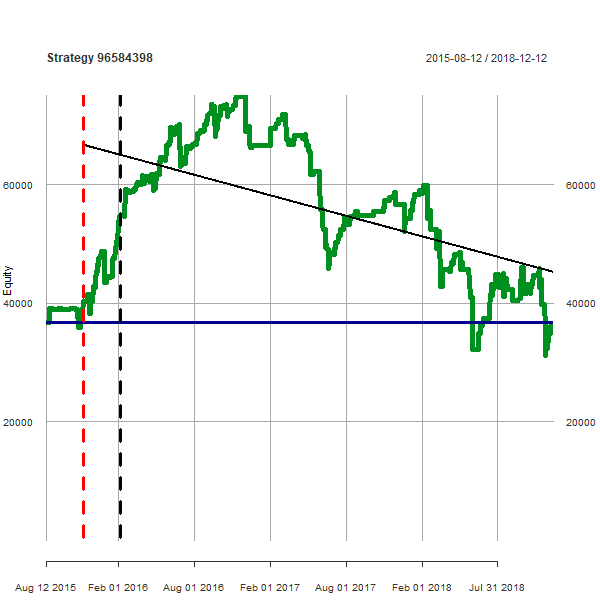 Strategy 96584398 2015-08-12 / 2018-12-12
60000 60000
Equity
40000 40000
20000 20000
Aug 12 2015 Feb 01 2016 Aug 01 2016 Feb 01 2017 Aug 01 2017 Feb 01 2018 Jul 31 2018